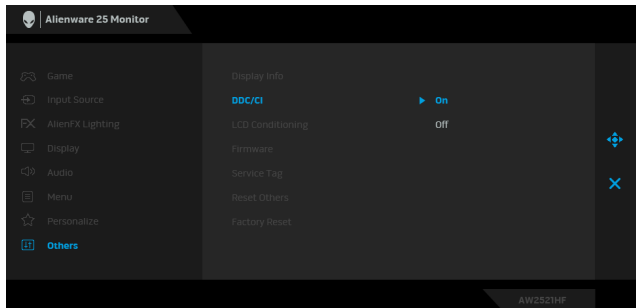 Alienware 25 Monitor
Game
Display Info
Input Source
DDC/CI
On
AlienFX Lighting
LCD Conditioning
Off
Display
Firmware
Audio
Service Tag
Menu
Reset Others
Personalize
Factory Reset
Others
AW2521HF